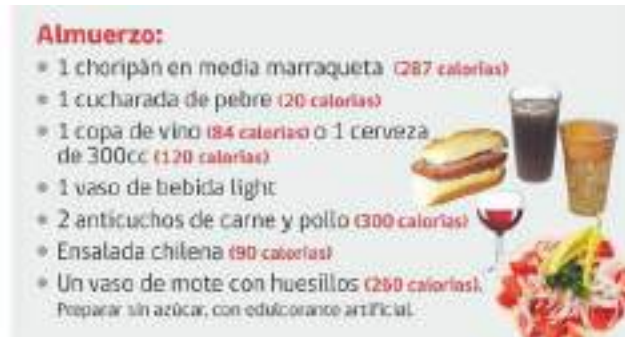 Almuerzo:
• 1 choripán en media marraqueta (287 calorías)
• 1 cucharada de pebre (20 calorías)
• 1 copa de vino (84 calorías) o 1 cerveza
de 300cc (120 calorías)
• 1 vaso de bebida light
• 2 anticuchos de carne y pollo (300 calorías)
• Ensalada chilena (90 calorías)
• Un vaso de mote con huesillos (260 calorías).
Preparar sin azúcar, con edulcorante artificial.